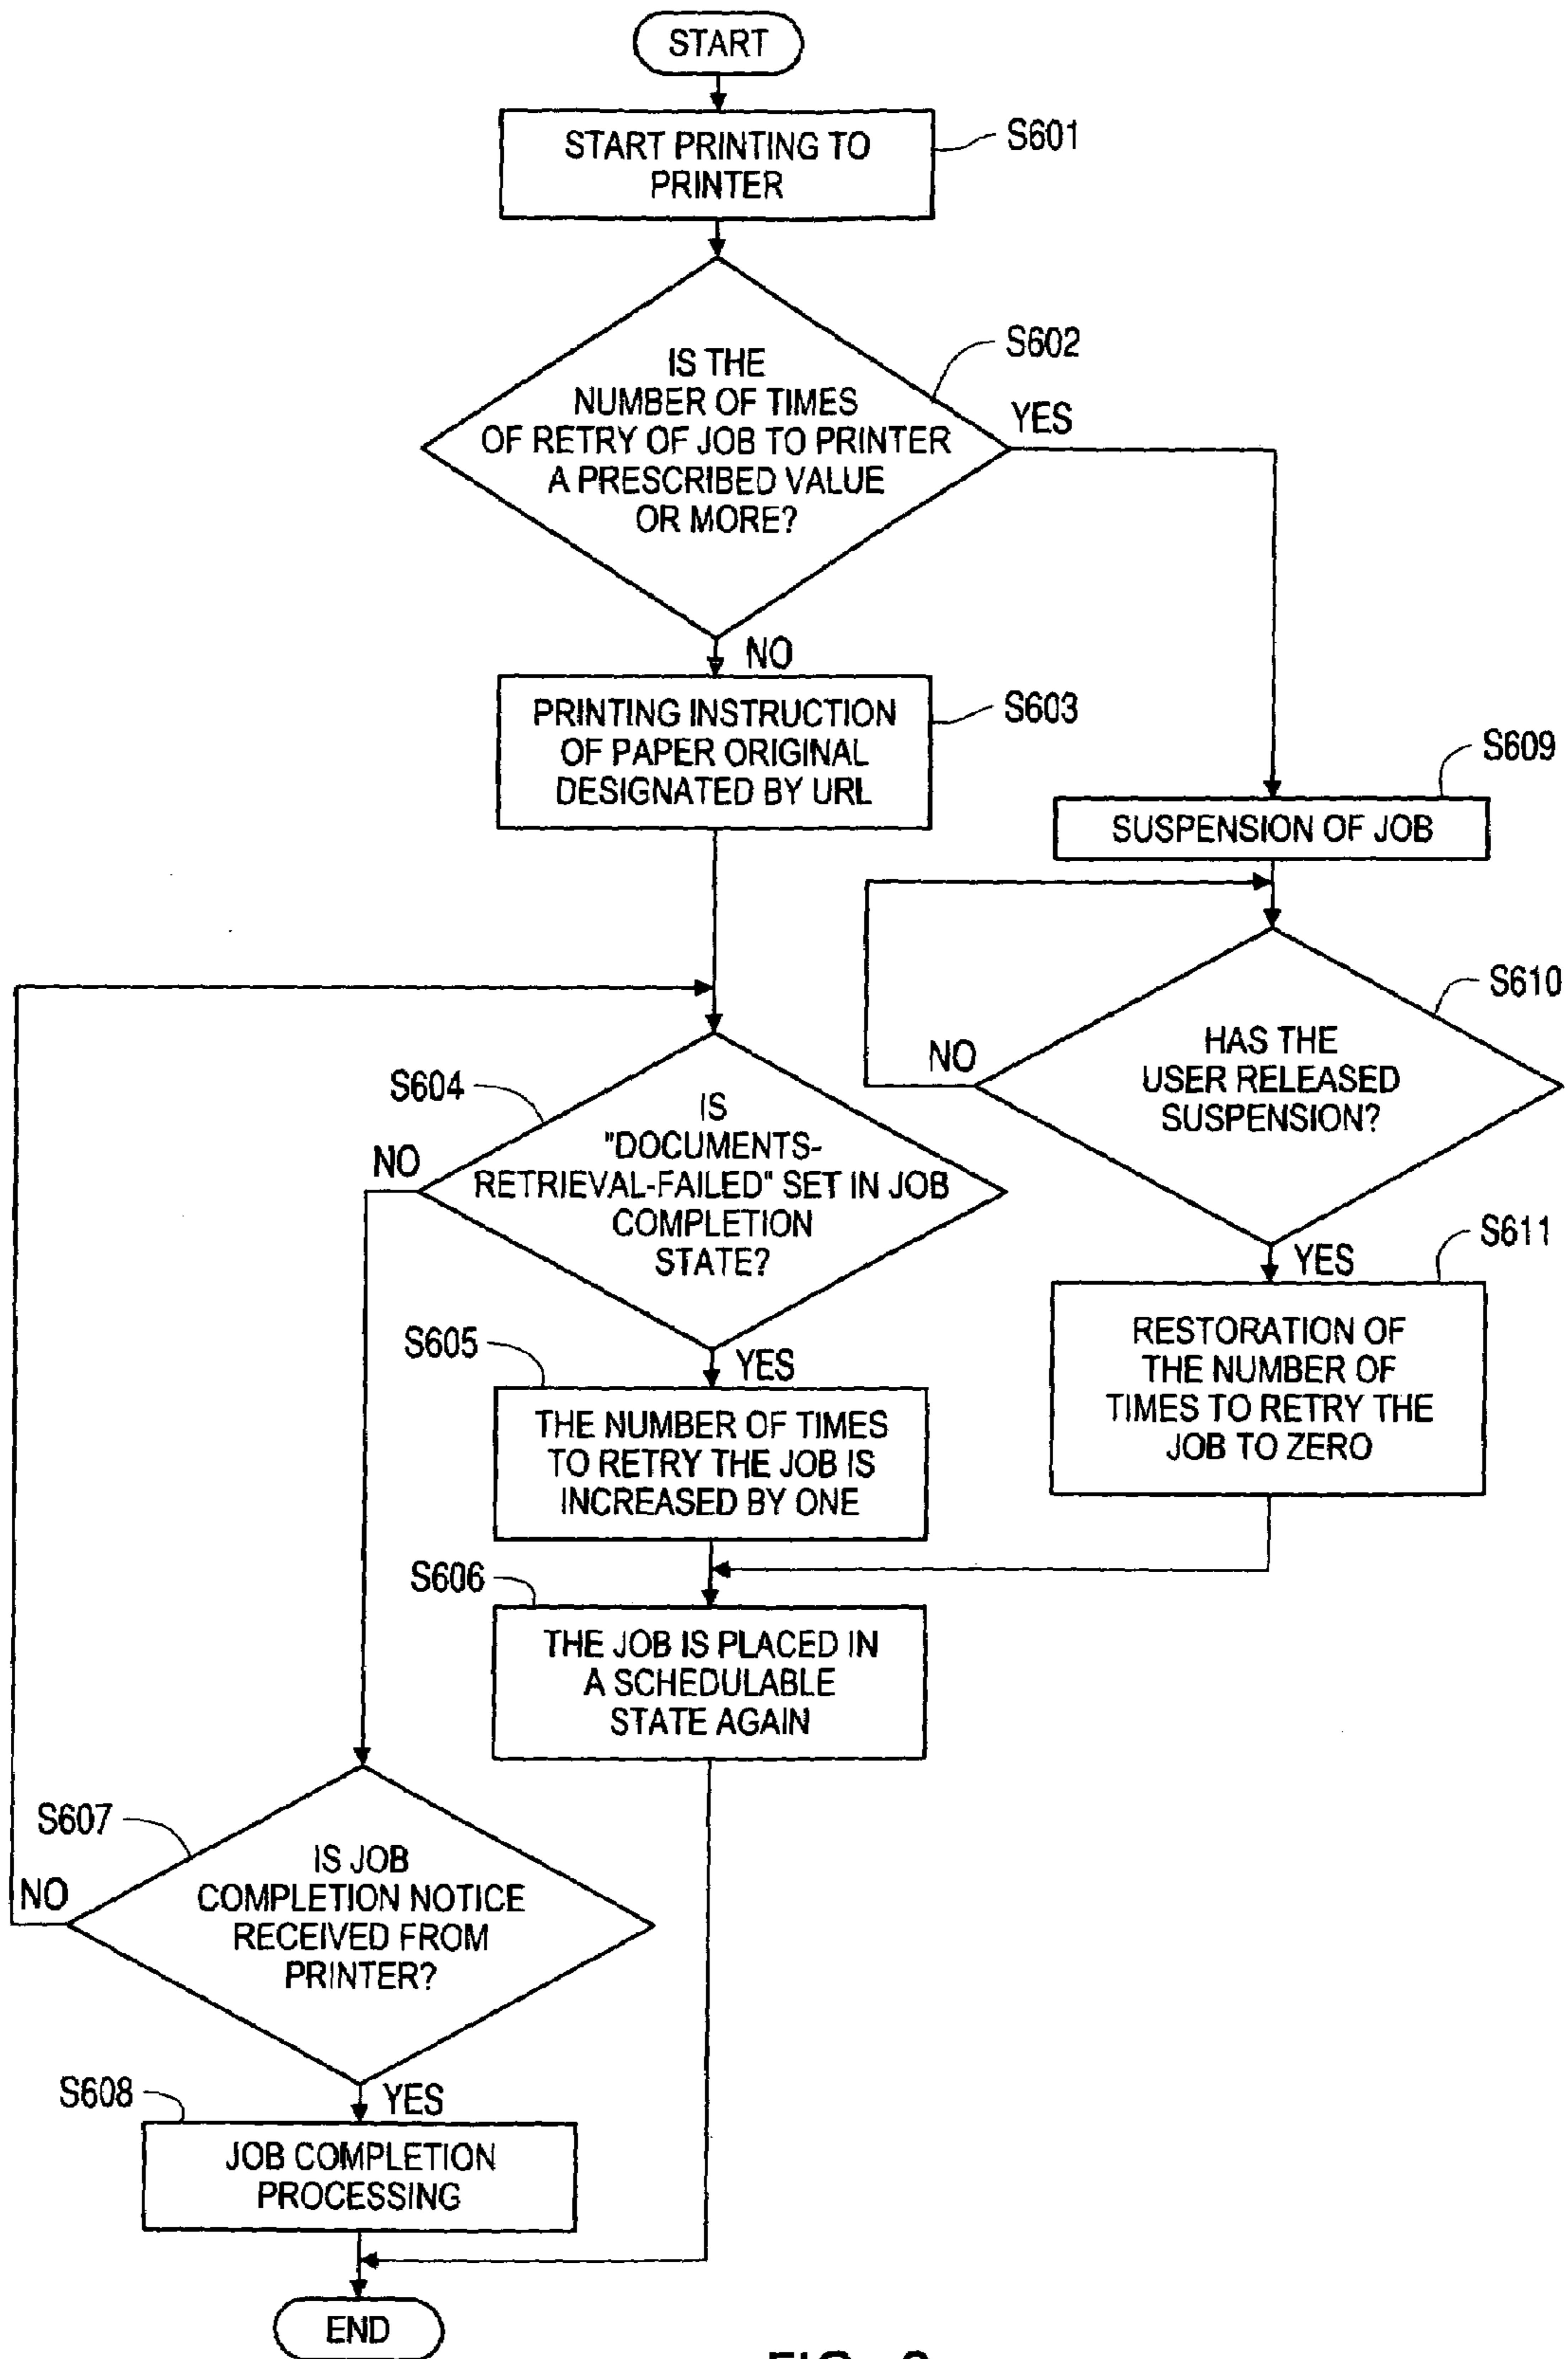 START
START PRINTING TO
PRINTER
S601
IS THE
NUMBER OF TIMES
OF RETRY OF JOB TO PRINTER
A PRESCRIBED VALUE
OR MORE?
S602
YES
NO
PRINTING INSTRUCTION
OF PAPER ORIGINAL
DESIGNATED BY URL
S603
S609
SUSPENSION OF JOB
S610
HAS THE
USER RELEASED
SUSPENSION?
NO
YES
S611
RESTORATION OF
THE NUMBER OF
TIMES TO RETRY THE
JOB TO ZERO
S604
IS
"DOCUMENTS-
RETRIEVAL-FAILED" SET IN JOB
COMPLETION
STATE?
NO
YES
S605
THE NUMBER OF TIMES
TO RETRY THE JOB IS
INCREASED BY ONE
S606
THE JOB IS PLACED IN
A SCHEDULABLE
STATE AGAIN
S607
IS JOB
COMPLETION NOTICE
RECEIVED FROM
PRINTER?
NO
YES
S608
JOB COMPLETION
PROCESSING
END